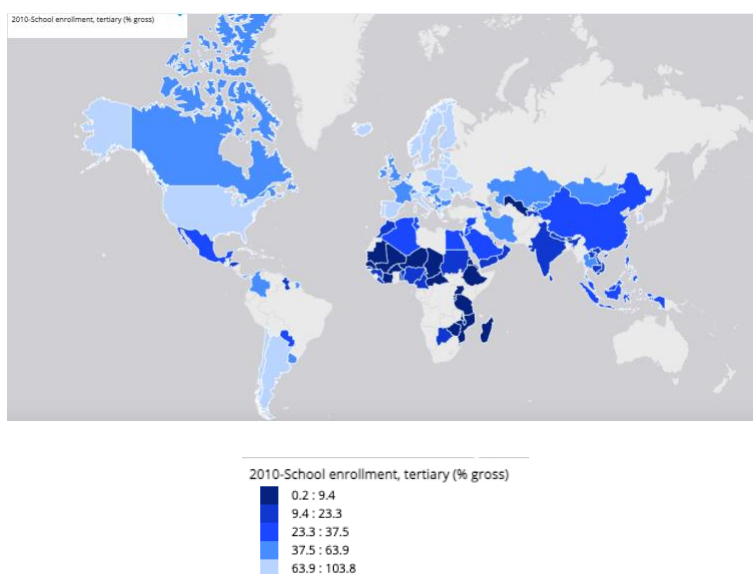 2010-School enrollment, tertiary (% gross)
2010-School enrollment, tertiary (% gross)
0.2 : 9.4
9.4 : 23.3
23.3 : 37.5
37.5 : 63.9
63.9 : 103.8